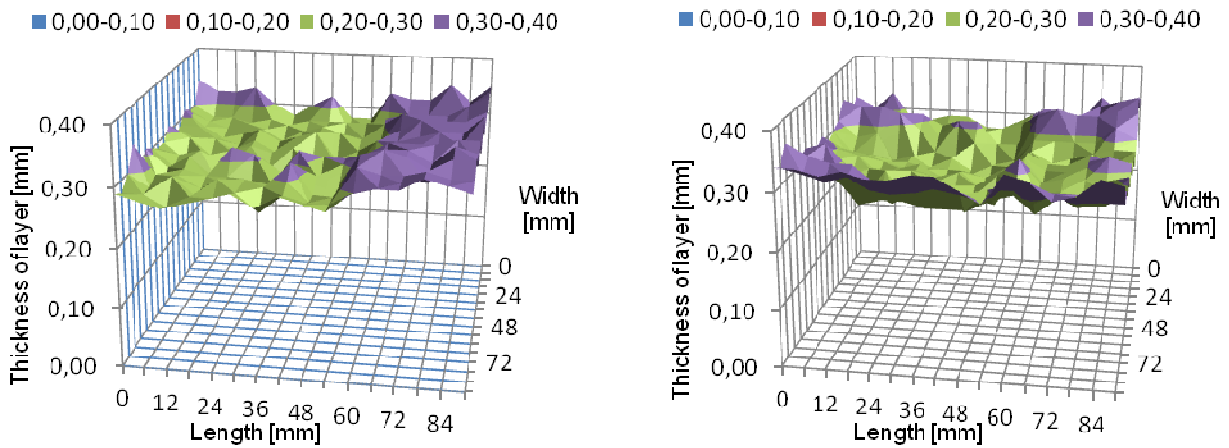 0,00-0,10 0,10-0,20 0,20-0,30 0,30-0,40
0,40
0,30
0,20
0,10
0,00
Thickness of layer [mm]
0 12 24 36 48 60 72 84
Length [mm]
Width
[mm]
0
24
48
72
0,00-0,10 0,10-0,20 0,20-0,30 0,30-0,40
0,40
0,30
0,20
0,10
0,00
Thickness of layer [mm]
0 12 24 36 48 60 72 84
Length [mm]
Width
[mm]
0
24
48
72